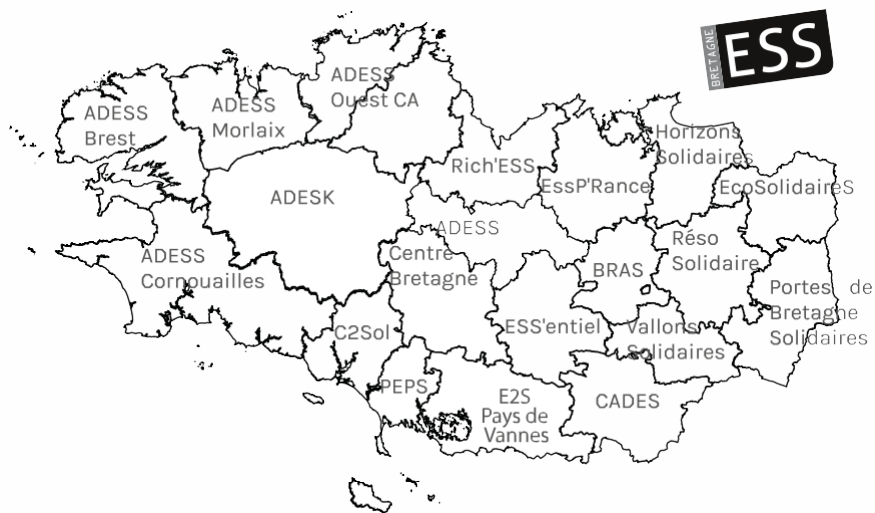 BRETAGNE
ESS
ADESS
Brest
ADESS
Morlaix
ADESS
Ouest CA
Rich'ESS
EssP'Rance
Horizons
Solidaires
EcoSolidaireS
ADESK
ADESS
Centre
Bretagne
ADESS
Cornouailles
BRAS
Réso
Solidaire
Portes de
Bretagne
Solidaires
C2Sol
ESS'entiel
Vallons
Solidaires
PEPS
E2S
Pays de
Vannes
CADES